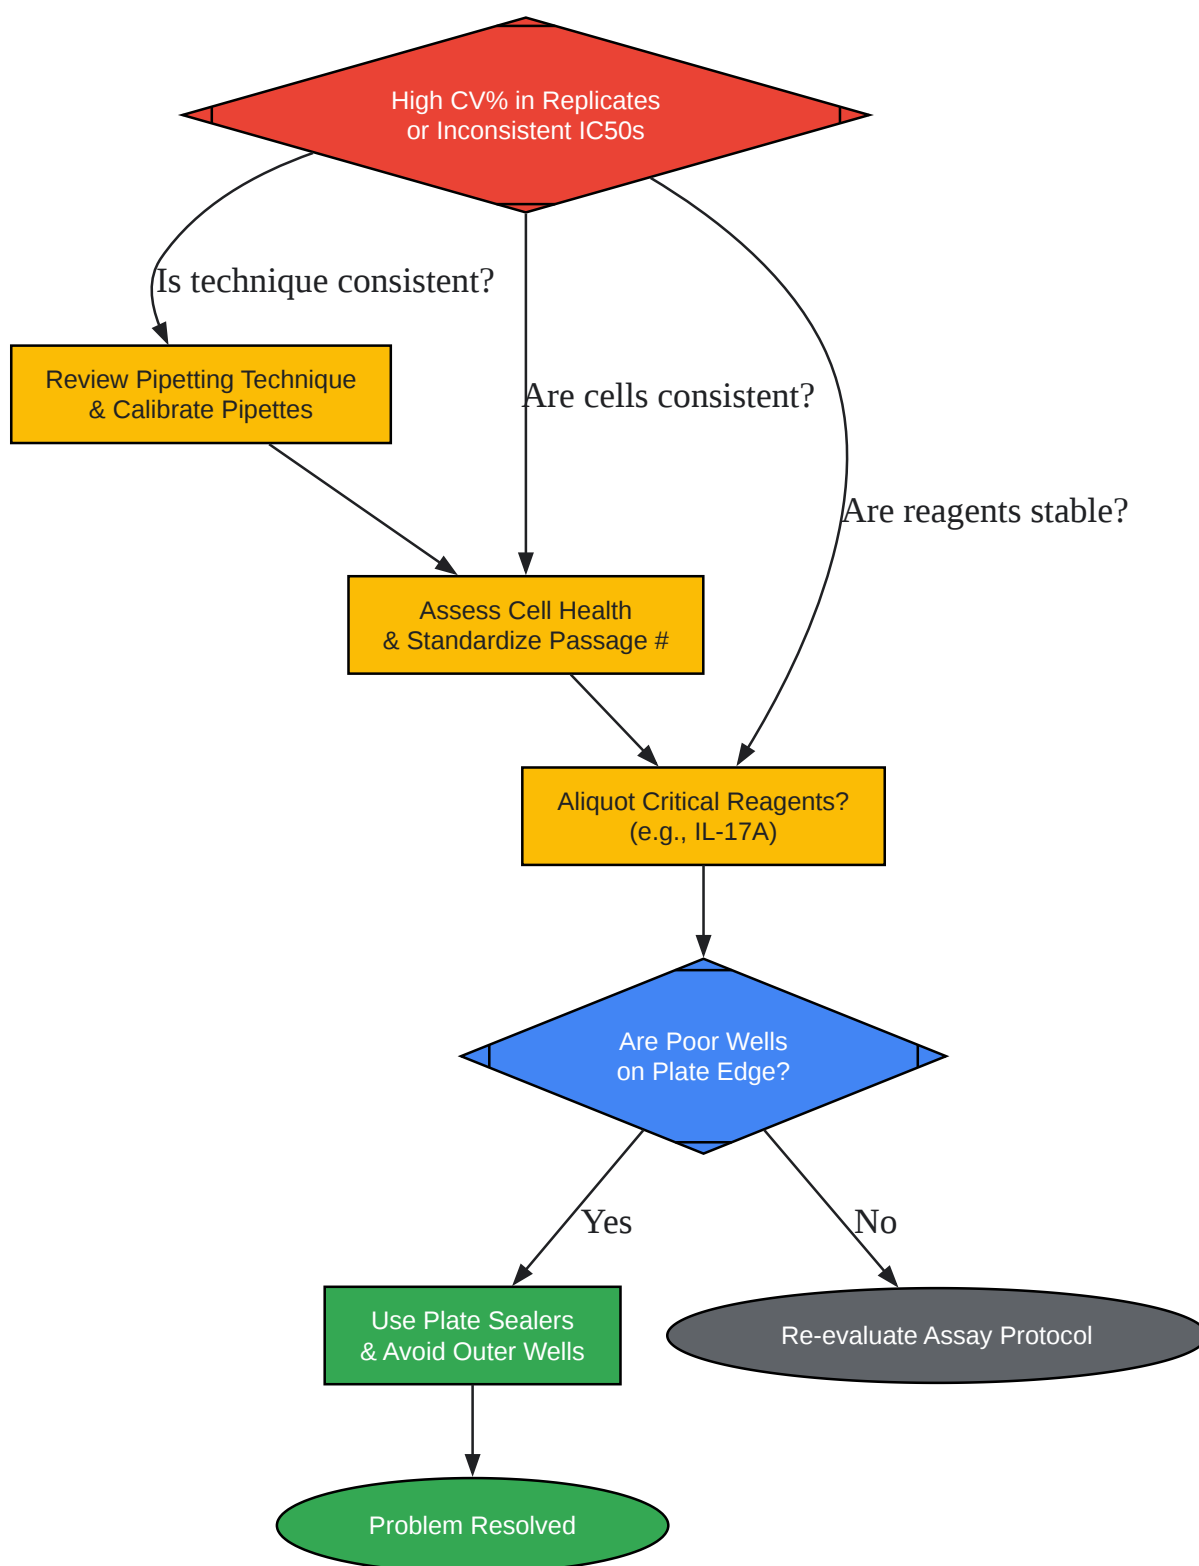 High CV% in Replicates
or Inconsistent IC50s
Is technique consistent?
Review Pipetting Technique
& Calibrate Pipettes
Are cells consistent?
Are reagents stable?
Assess Cell Health
& Standardize Passage #
Aliquot Critical Reagents?
(e.g., IL-17A)
Are Poor Wells
on Plate Edge?
Yes
No
Use Plate Sealers
& Avoid Outer Wells
Re-evaluate Assay Protocol
Problem Resolved